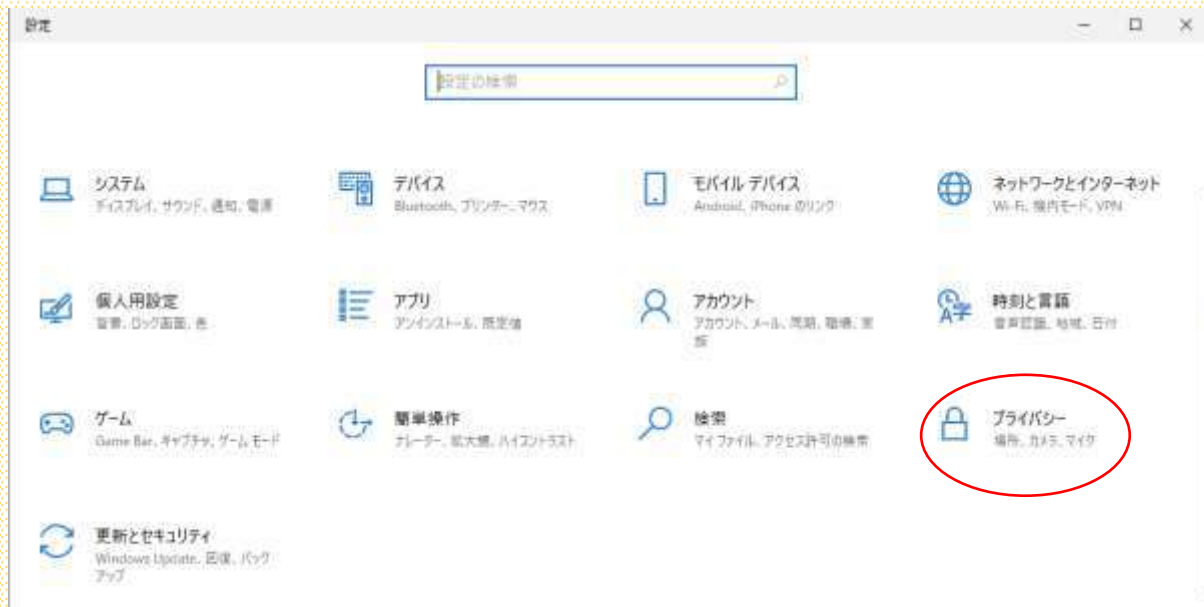 設定
設定の検索
システム
ディスプレイ、サウンド、通知、電源
デバイス
Bluetooth、プリンター、マウス
モバイル デバイス
Android、iPhone のリンク
ネットワークとインターネット
Wi-Fi、機内モード、VPN
個人用設定
背景、ロック画面、色
アプリ
アンインストール、既定値
アカウント
アカウント、メール、同期、職場、家
族
時刻と言語
音声認識、地域、日付
ゲーム
Game Bar、キャプチャ、ゲーム モード
簡単操作
ナレーター、拡大鏡、ハイコントラスト
検索
マイ ファイル、アクセス許可の検索
プライバシー
場所、カメラ、マイク
更新とセキュリティ
Windows Update、回復、バック
アップ